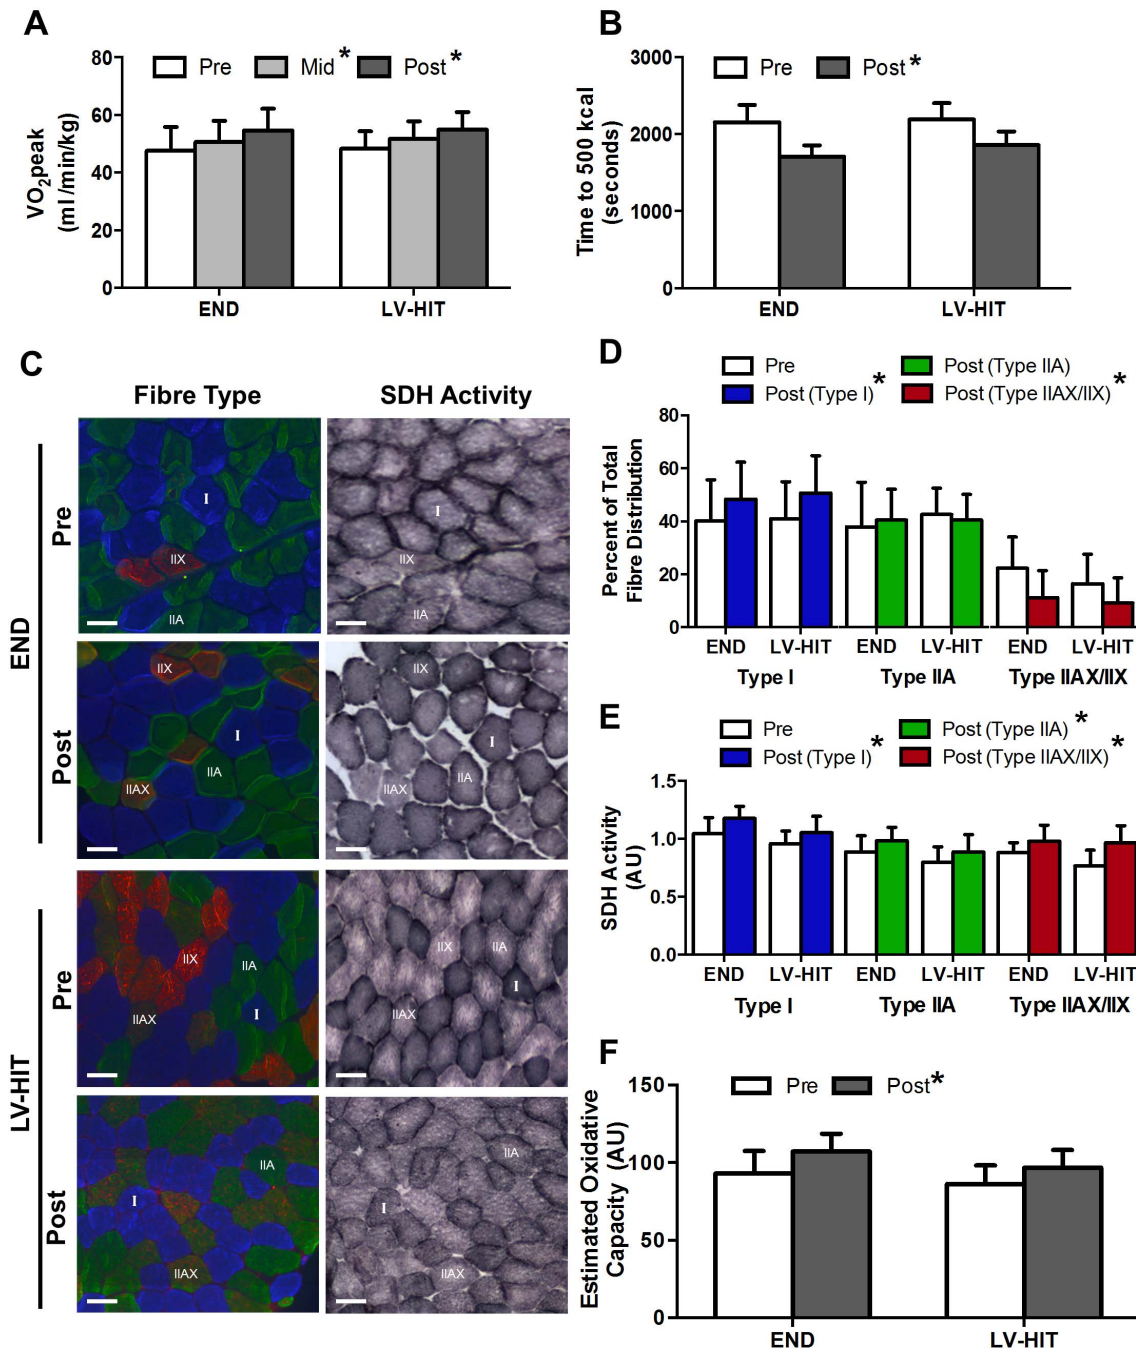 A
80
60
40
20
0
VO2peak
(ml/min/kg)
Pre
Mid*
Post*
END
LV-HIT
B
3000
2000
1000
0
Time to 500 kcal
(seconds)
Pre
Post*
END
LV-HIT
C
Fibre Type
SDH Activity
END
Pre
I
IIX
IIA
I
IIX
IIA
Post
IIX
I
IIA
IIAX
IIX
I
IIA
IIAX
LV-HIT
Pre
IIX
IIA
I
IIAX
IIX
IIA
I
IIAX
Post
IIA
I
IIAX
IIA
I
IIAX
D
Pre
Post (Type IIA)
Post (Type I)*
Post (Type IIAX/IIX)*
80
60
40
20
0
Percent of Total
Fibre Distribution
END LV-HIT END LV-HIT END LV-HIT
Type I Type IIA Type IIAX/IIX
E
Pre
Post (Type IIA)*
Post (Type I)*
Post (Type IIAX/IIX)*
1.5
1.0
0.5
0.0
SDH Activity
(AU)
END LV-HIT END LV-HIT END LV-HIT
Type I Type IIA Type IIAX/IIX
F
150
100
50
0
Estimated Oxidative
Capacity (AU)
Pre
Post*
END
LV-HIT